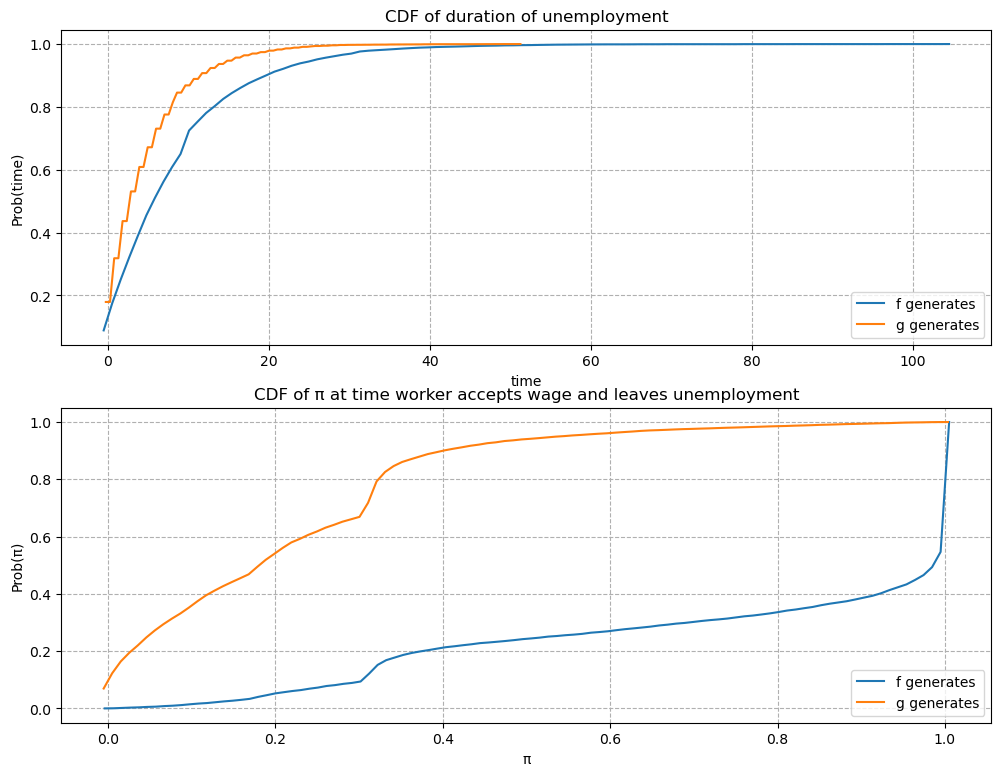 CDF of duration of unemployment
1.0
0.8
0.6
0.4
0.2
Prob(time)
f generates
g generates
0 20 40 60 80 100
time
CDF of π at time worker accepts wage and leaves unemployment
1.0
0.8
0.6
0.4
0.2
0.0
Prob(π)
f generates
g generates
0.0 0.2 0.4 0.6 0.8 1.0
π